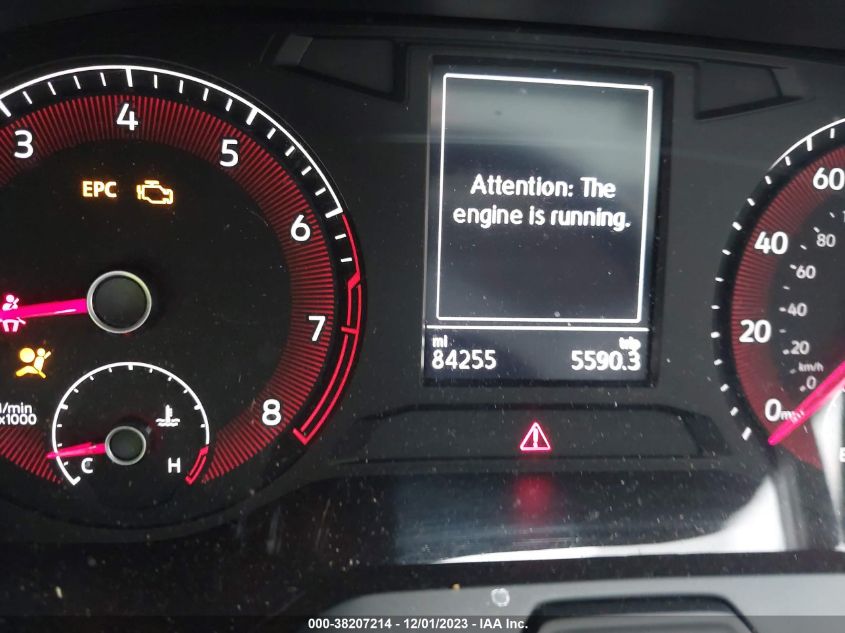 3
4
5
6
7
8
EPC
/min
x1000
C
H
Attention: The
engine is running.
mi
trip
84255
5590.3
60
40
20
0
80
60
40
20
km/h
0
000-38207214 - 12/01/2023 - IAA Inc.